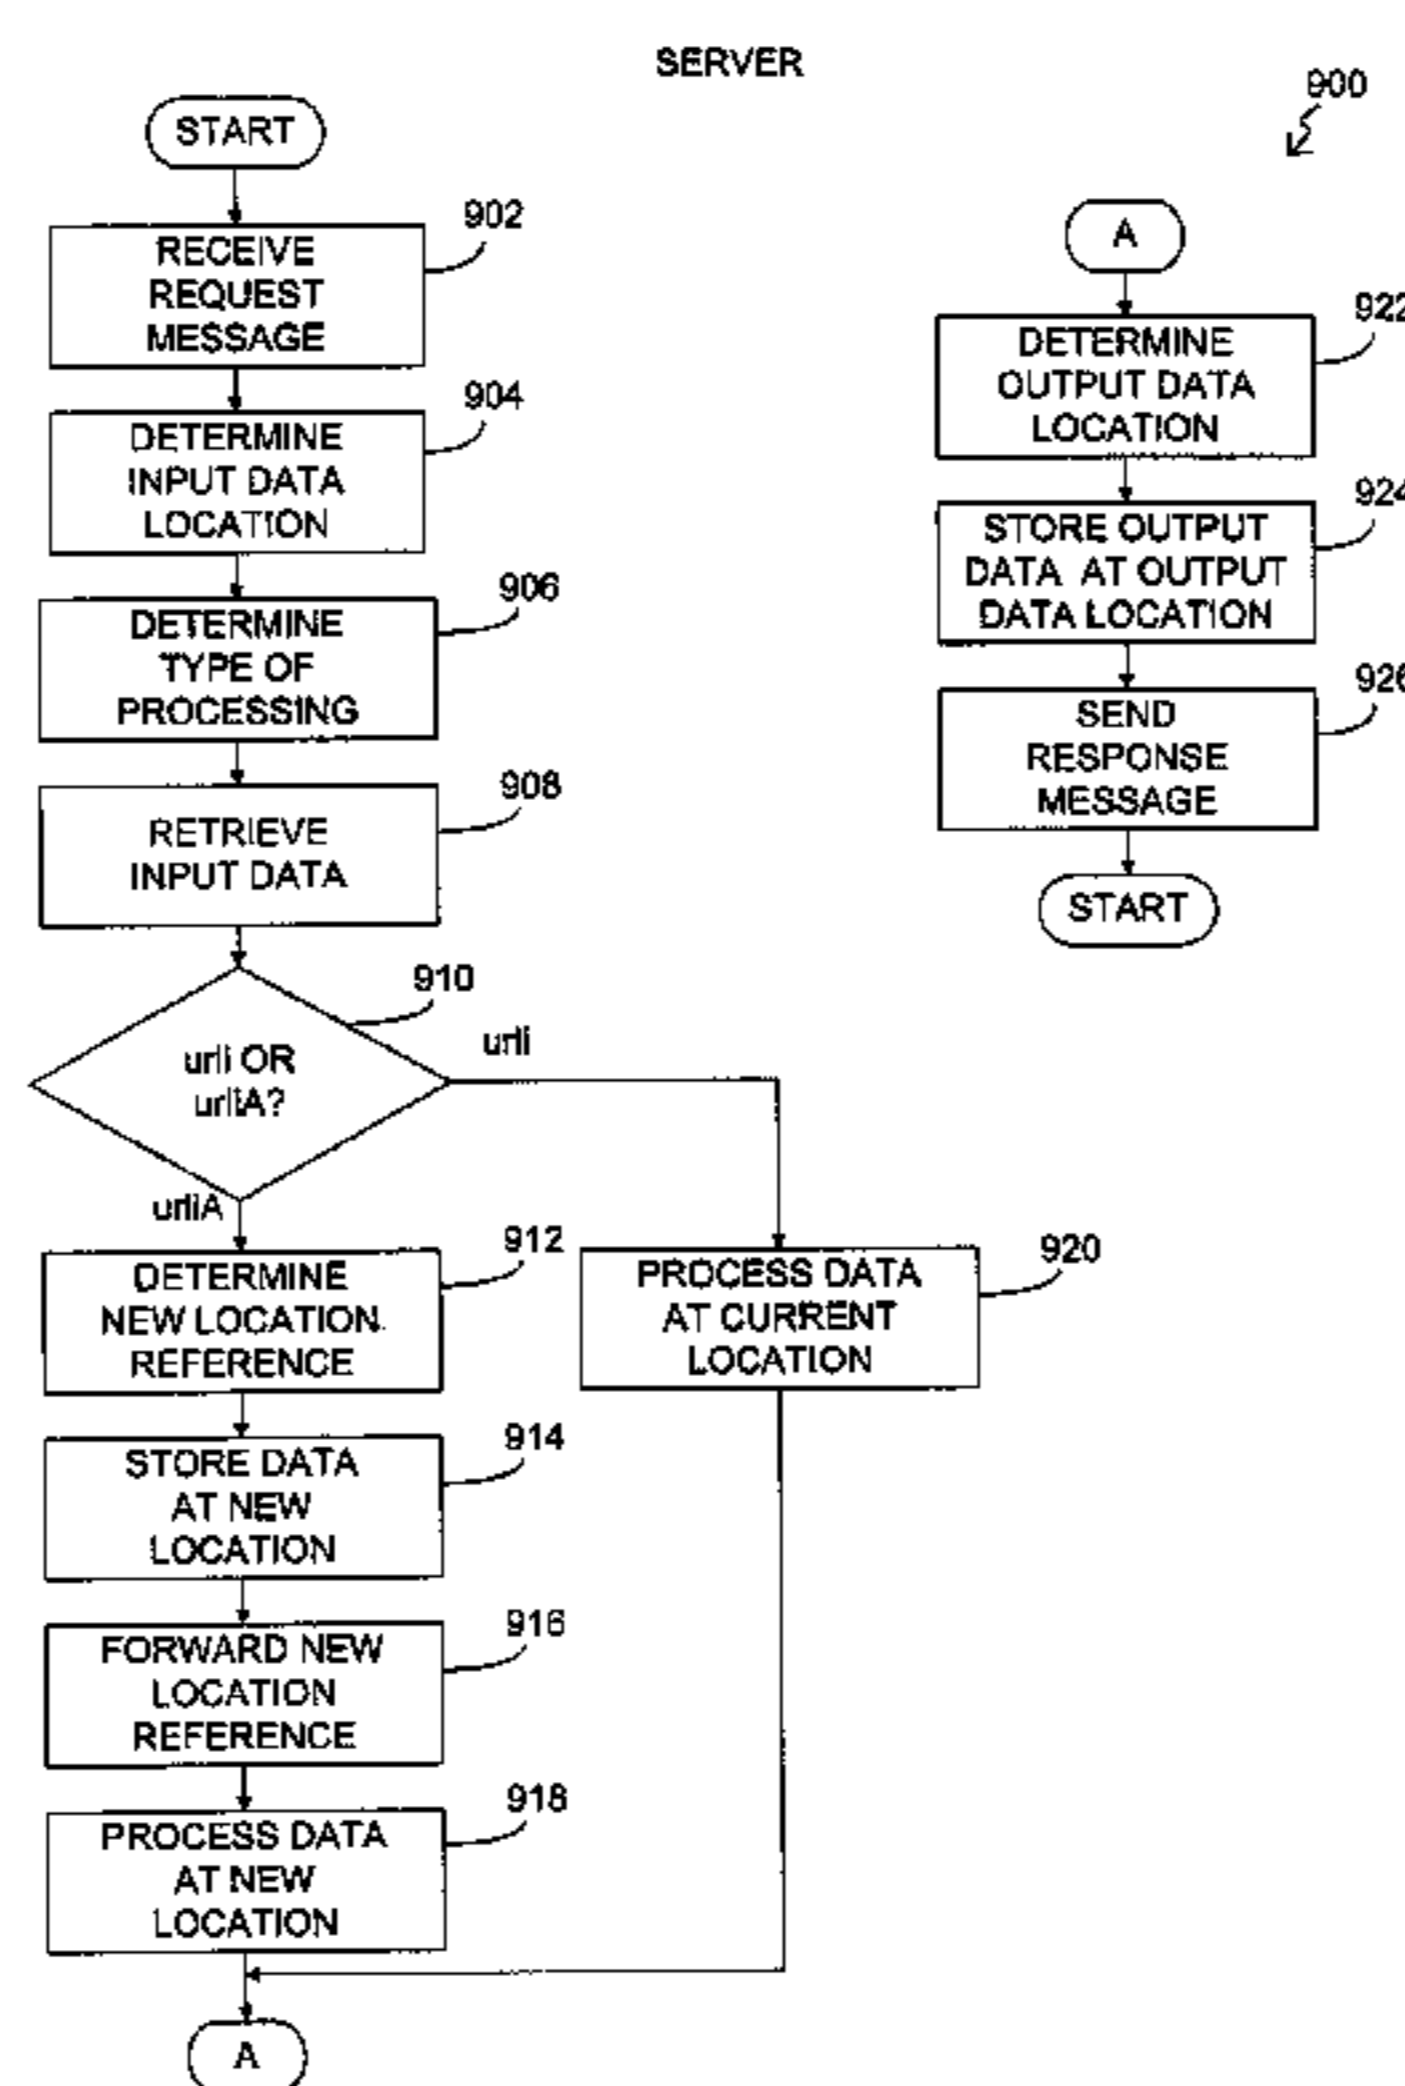 SERVER
900
START
902
RECEIVE
REQUEST
MESSAGE
904
DETERMINE
INPUT DATA
LOCATION
906
DETERMINE
TYPE OF
PROCESSING
908
RETRIEVE
INPUT DATA
910
urli OR
urliA?
urli
urliA
912
DETERMINE
NEW LOCATION
REFERENCE
914
STORE DATA
AT NEW
LOCATION
916
FORWARD NEW
LOCATION
REFERENCE
918
PROCESS DATA
AT NEW
LOCATION
920
PROCESS DATA
AT CURRENT
LOCATION
A
A
922
DETERMINE
OUTPUT DATA
LOCATION
924
STORE OUTPUT
DATA AT OUTPUT
DATA LOCATION
926
SEND
RESPONSE
MESSAGE
START